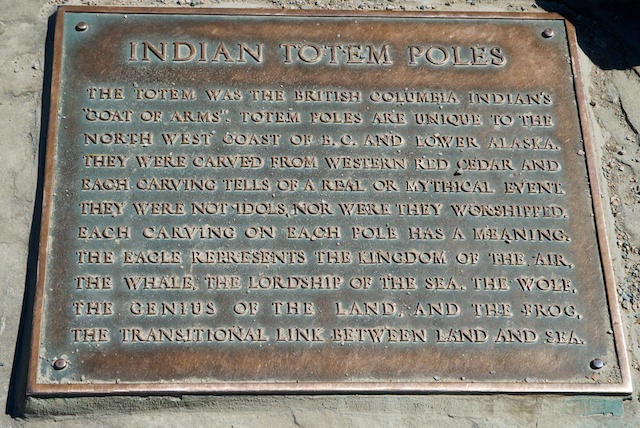 INDIAN TOTEM POLES
THE TOTEM WAS THE BRITISH COLUMBIA INDIAN'S
"COAT OF ARMS". TOTEM POLES ARE UNIQUE TO THE
NORTH WEST COAST OF B.C. AND LOWER ALASKA.
THEY WERE CARVED FROM WESTERN RED CEDAR AND
EACH CARVING TELLS OF A REAL OR MYTHICAL EVENT.
THEY WERE NOT IDOLS, NOR WERE THEY WORSHIPPED.
EACH CARVING ON EACH POLE HAS A MEANING.
THE EAGLE REPRESENTS THE KINGDOM OF THE AIR,
THE WHALE, THE LORDSHIP OF THE SEA. THE WOLF,
THE GENIUS OF THE LAND, AND THE FROG,
THE TRANSITIONAL LINK BETWEEN LAND AND SEA.